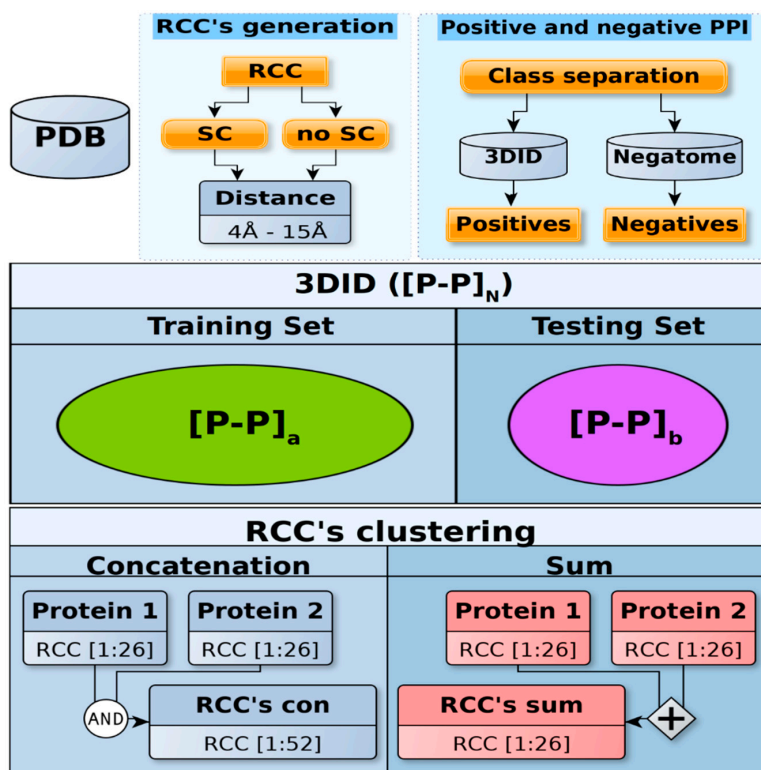 RCC's generation
RCC
SC
no SC
Distance
4Å - 15Å
PDB
Positive and negative PPI
Class separation
3DID
Negatome
Positives
Negatives
3DID ([P-P]N)
Training Set
Testing Set
[P-P]a
[P-P]b
RCC's clustering
Concatenation
Sum
Protein 1
Protein 2
RCC [1:26]
RCC [1:26]
AND
RCC's con
RCC [1:52]
Protein 1
Protein 2
RCC [1:26]
RCC [1:26]
+
RCC's sum
RCC [1:26]